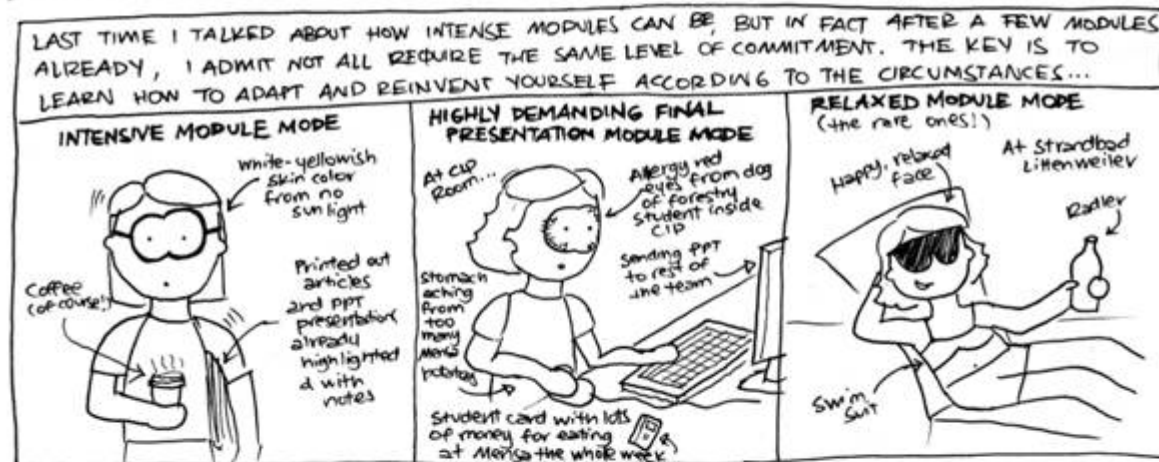 LAST TIME I TALKED ABOUT HOW INTENSE MODULES CAN BE, BUT IN FACT AFTER A FEW MODULES
ALREADY, I ADMIT NOT ALL REQUIRE THE SAME LEVEL OF COMMITMENT. THE KEY IS TO
LEARN HOW TO ADAPT AND REINVENT YOURSELF ACCORDING TO THE CIRCUMSTANCES...
INTENSIVE MODULE MODE
white-yellowish
skin color
from no
sun light
Coffee
(of course!)
Printed out
articles
and PPT
presentation
already
highlighted
d with
notes
HIGHLY DEMANDING FINAL
PRESENTATION MODULE MODE
At CIP
Room...
Allergy red
eyes from dog
of forestry
student inside
CIP
Sending PPT
to rest of
the team
Stomach
aching
from
too
many
Mensa
Student card with lots
of money for eating
at Mensa the whole week
RELAXED MODULE MODE
(the rare ones!)
Happy, relaxed
face
At Strandbad
Littenweiler
Radler
Swim
suit